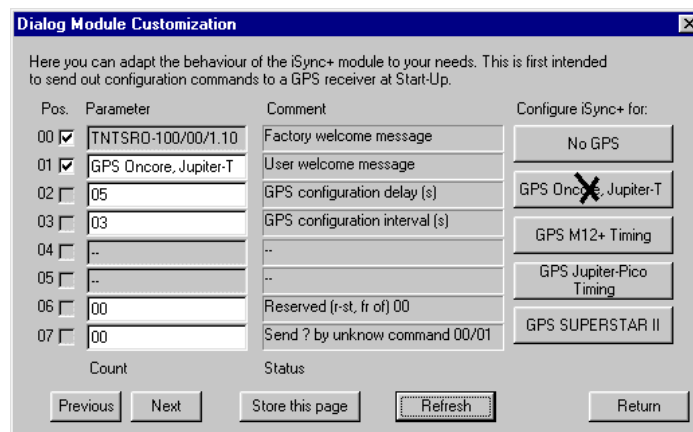 Dialog Module Customization
Here you can adapt the behaviour of the iSync+ module to your needs. This is first intended
to send out configuration commands to a GPS receiver at Start-Up.
Pos. Parameter Comment Configure iSync+ for:
00 TNTSRO-100/00/1.10 Factory welcome message No GPS
01 GPS Oncore, Jupiter-T User welcome message
02 05 GPS configuration delay (s) GPS Oncore, Jupiter-T
03 03 GPS configuration interval (s)
04 -- -- GPS M12+ Timing
05 -- -- GPS Jupiter-Pico
Timing
06 00 Reserved (r-st, fr of) 00
07 00 Send ? by unknow command 00/01 GPS SUPERSTAR II
Count Status
Previous Next Store this page Refresh Return